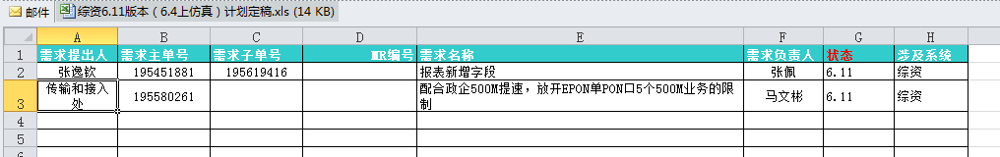 邮件 综资6.11版本（6.4上仿真）计划定稿.xls (14 KB)
A B C D E F G H
1 需求提出人 需求主单号 需求子单号 MR编号 需求名称 需求负责人 状态 涉及系统
2 张逸钦 195451881 195619416 报表新增字段 张佩 6.11 综资
3 传输和接入处 195580261 配合政企500M提速，放开EPON单PON口5个500M业务的限制 马文彬 6.11 综资
4
5